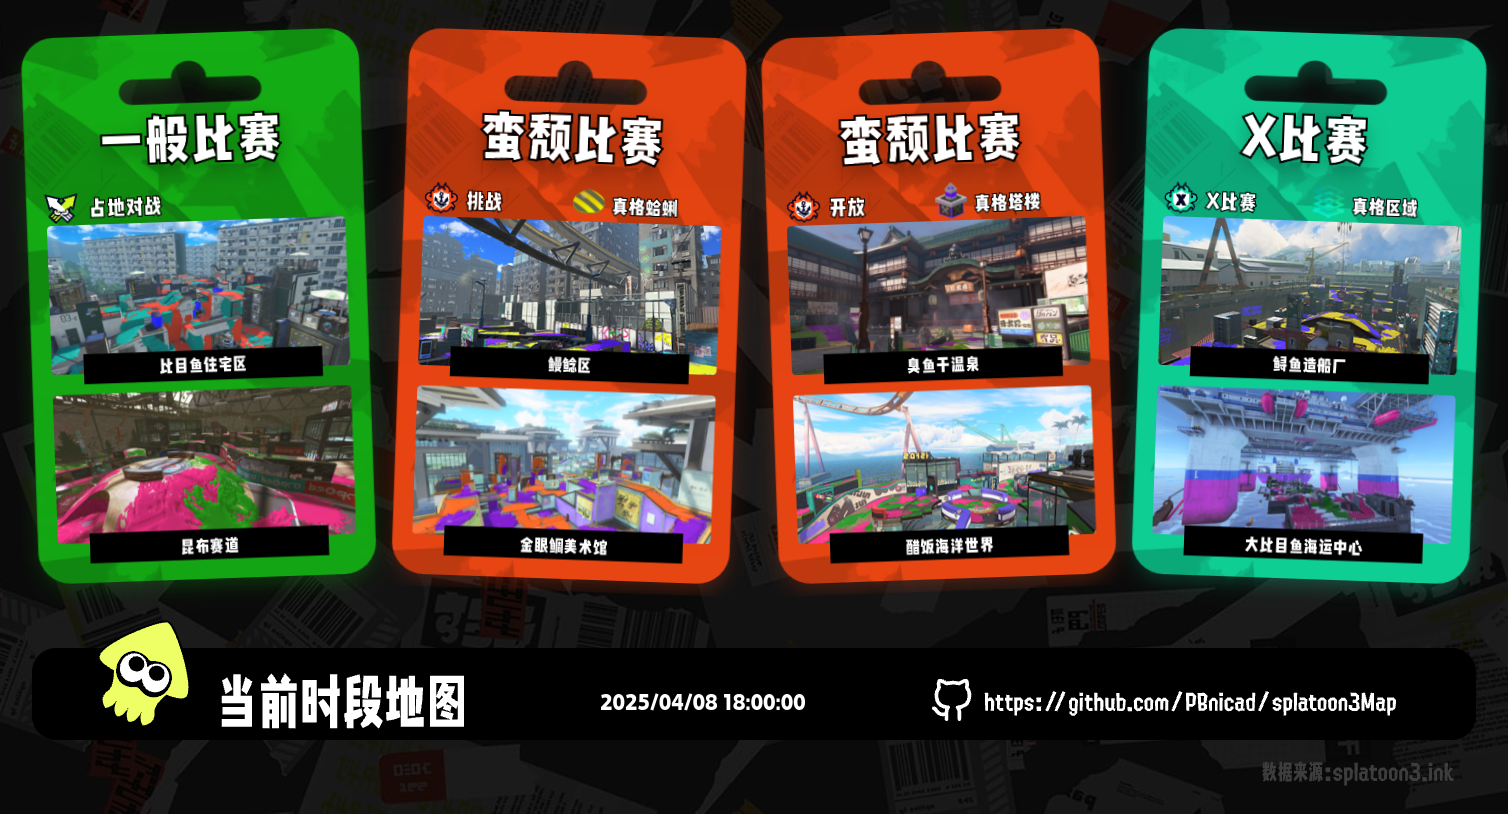 一般比赛
占地对战
比目鱼住宅区
昆布赛道
蛮颓比赛
挑战
真格蛤蜊
鳗鲶区
金眼鲷美术馆
蛮颓比赛
开放
真格塔楼
臭鱼干温泉
醋饭海洋世界
X比赛
X比赛
真格区域
鲟鱼造船厂
大比目鱼海运中心
当前时段地图
2025/04/08 18:00:00
https://github.com/PBnicad/splatoon3Map
数据来源:splatoon3.ink